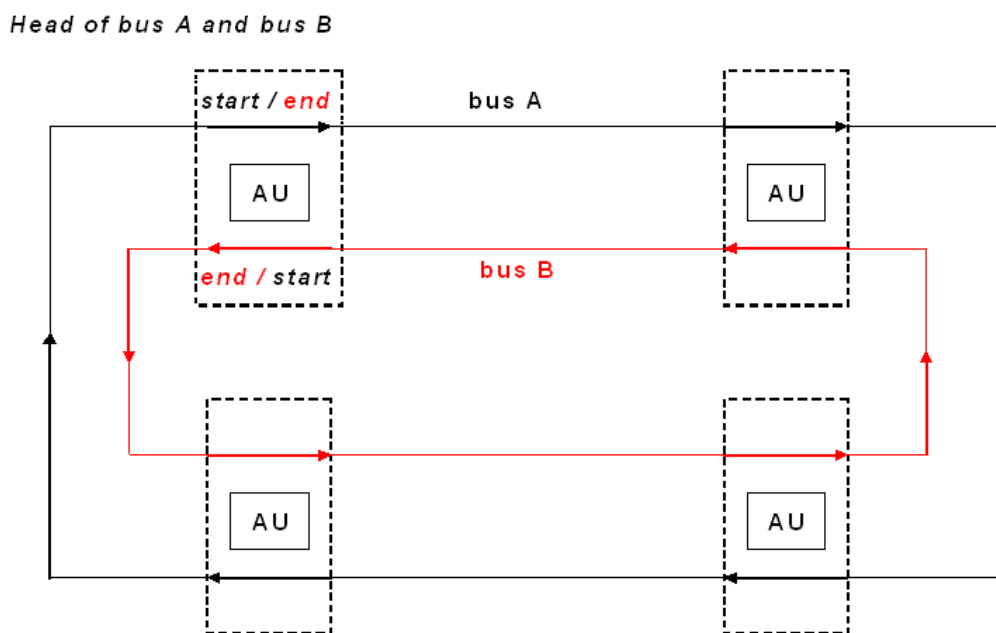 Head of bus A and bus B
start / end
bus A
AU
AU
end / start
bus B
AU
AU